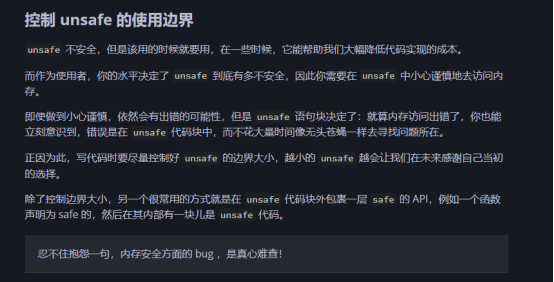 控制 unsafe 的使用边界
unsafe 不安全，但是该用的时候就要用，在一些时候，它能帮助我们大幅降低代码实现的成本。
而作为使用者，你的水平决定了 unsafe 到底有多不安全，因此你需要在 unsafe 中小心谨慎地去访问内
存。
即使做到小心谨慎，依然会有出错的可能性，但是 unsafe 语句块决定了：就算内存访问出错了，你也能
立刻意识到，错误是在 unsafe 代码块中，而不花大量时间像无头苍蝇一样去寻找问题所在。
正因为此，写代码时要尽量控制好 unsafe 的边界大小，越小的 unsafe 越会让我们在未来感谢自己当初
的选择。
除了控制边界大小，另一个很常用的方式就是在 unsafe 代码块外包裹一层 safe 的 API，例如一个函数
声明为 safe 的，然后在其内部有一块儿是 unsafe 代码。
忍不住抱怨一句，内存安全方面的 bug ，是真心难查！